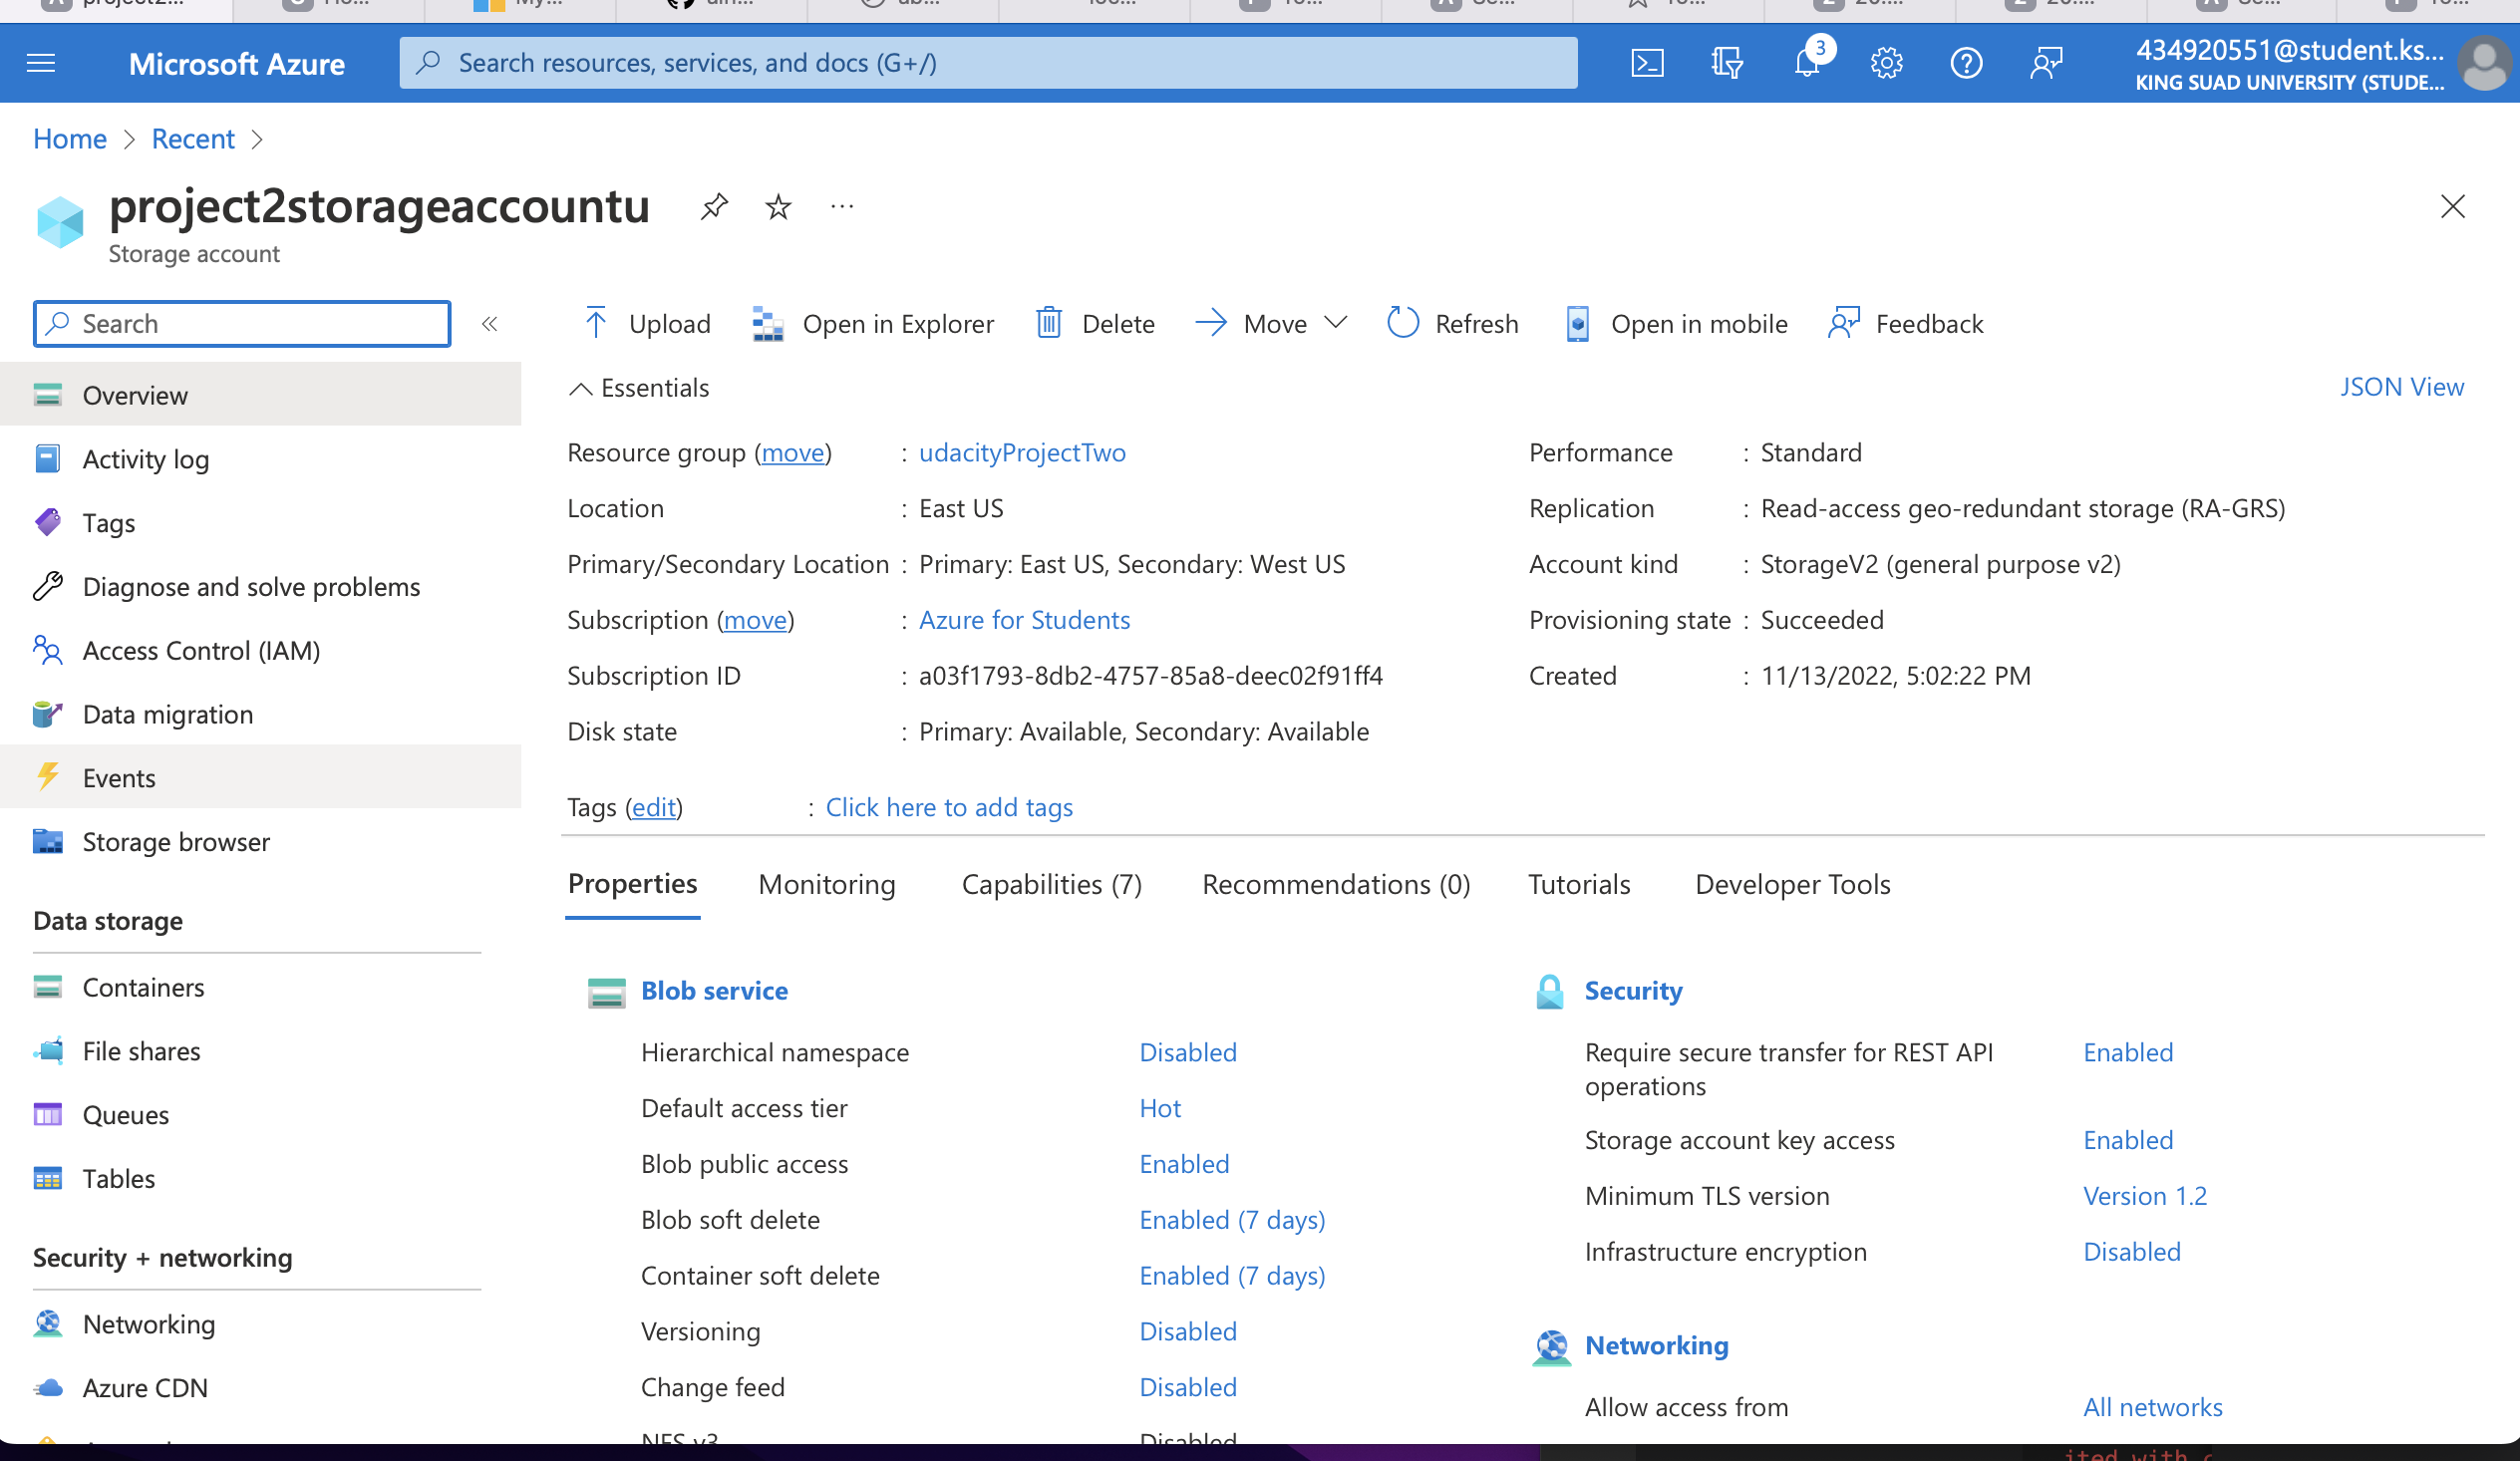 project2...
My...
Microsoft Azure
Search resources, services, and docs (G+/)
3
434920551@student.ks...
KING SUAD UNIVERSITY (STUDE...
Home > Recent >
project2storageaccountu
Storage account
Search
Upload
Open in Explorer
Delete
Move
Refresh
Open in mobile
Feedback
Overview
Activity log
Tags
Diagnose and solve problems
Access Control (IAM)
Data migration
Events
Storage browser
Data storage
Containers
File shares
Queues
Tables
Security + networking
Networking
Azure CDN
Essentials
JSON View
Resource group (move) : udacityProjectTwo
Location : East US
Primary/Secondary Location : Primary: East US, Secondary: West US
Subscription (move) : Azure for Students
Subscription ID : a03f1793-8db2-4757-85a8-deec02f91ff4
Disk state : Primary: Available, Secondary: Available
Performance : Standard
Replication : Read-access geo-redundant storage (RA-GRS)
Account kind : StorageV2 (general purpose v2)
Provisioning state : Succeeded
Created : 11/13/2022, 5:02:22 PM
Tags (edit) : Click here to add tags
Properties
Monitoring
Capabilities (7)
Recommendations (0)
Tutorials
Developer Tools
Blob service
Hierarchical namespace Disabled
Default access tier Hot
Blob public access Enabled
Blob soft delete Enabled (7 days)
Container soft delete Enabled (7 days)
Versioning Disabled
Change feed Disabled
NFS v3 Disabled
Security
Require secure transfer for REST API Enabled
operations
Storage account key access Enabled
Minimum TLS version Version 1.2
Infrastructure encryption Disabled
Networking
Allow access from All networks